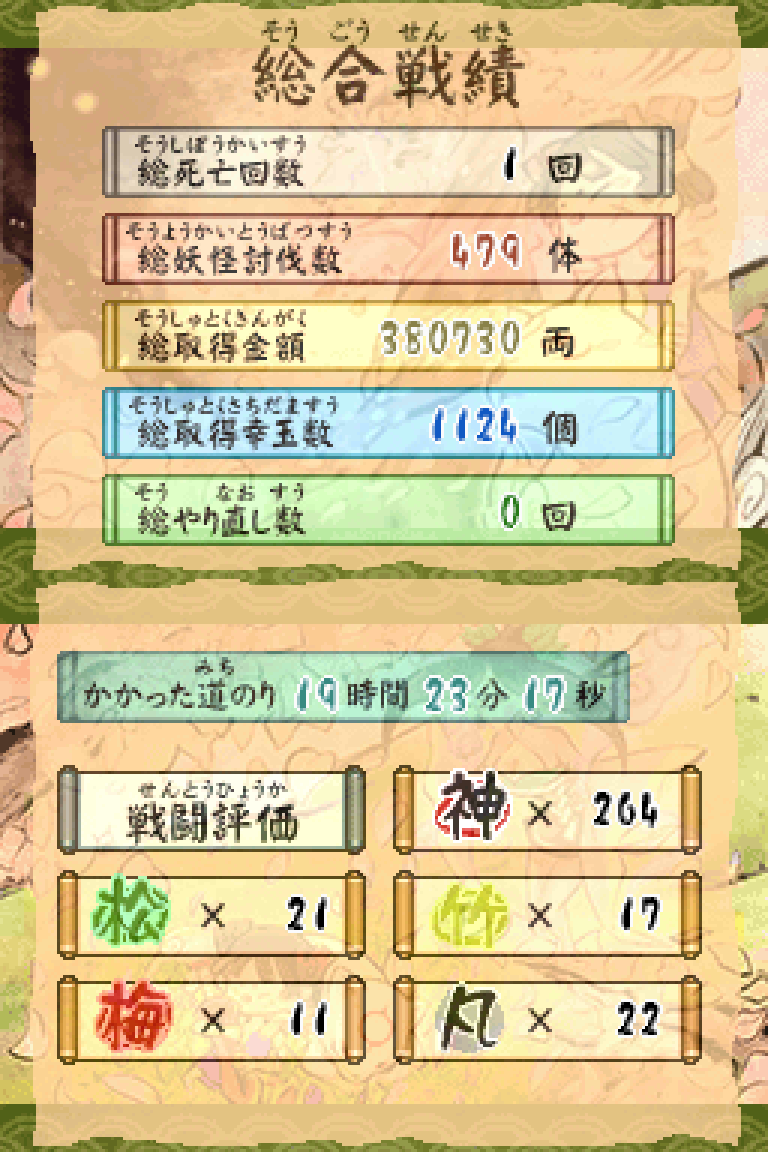 そう ごう せん せき
総合戦績
そうしぼうかいすう
総死亡回数 1 回
そうようかいとうばつすう
総妖怪討伐数 479 体
そうしゅとくきんがく
総取得金額 380730 両
そうしゅとくさちだますう
総取得幸玉数 1124 個
そう なお すう
総やり直し数 0 回
みち
かかった道のり 19 時間 23 分 17 秒
せんとうひょうか
戦闘評価 神 × 264
松 × 21 竹 × 17
梅 × 11 丸 × 22